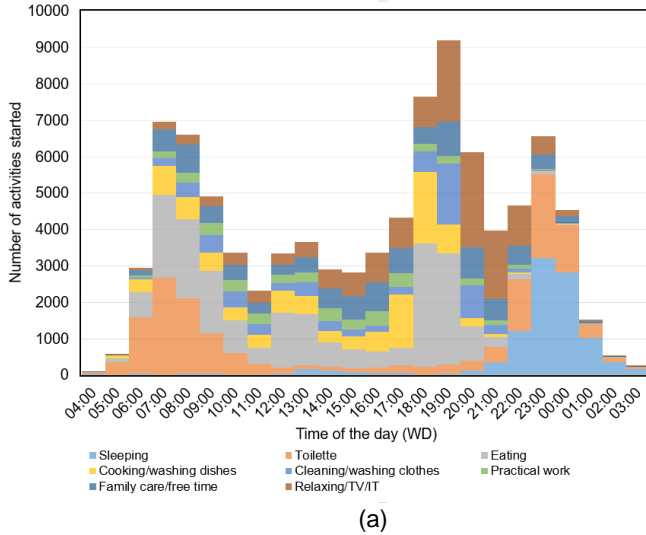 10000
9000
8000
7000
6000
5000
4000
3000
2000
1000
0
Number of activities started
04:00 05:00 06:00 07:00 08:00 09:00 10:00 11:00 12:00 13:00 14:00 15:00 16:00 17:00 18:00 19:00 20:00 21:00 22:00 23:00 00:00 01:00 02:00 03:00
Time of the day (WD)
Sleeping Toilette Eating
Cooking/washing dishes Cleaning/washing clothes Practical work
Family care/free time Relaxing/TV/IT
(a)